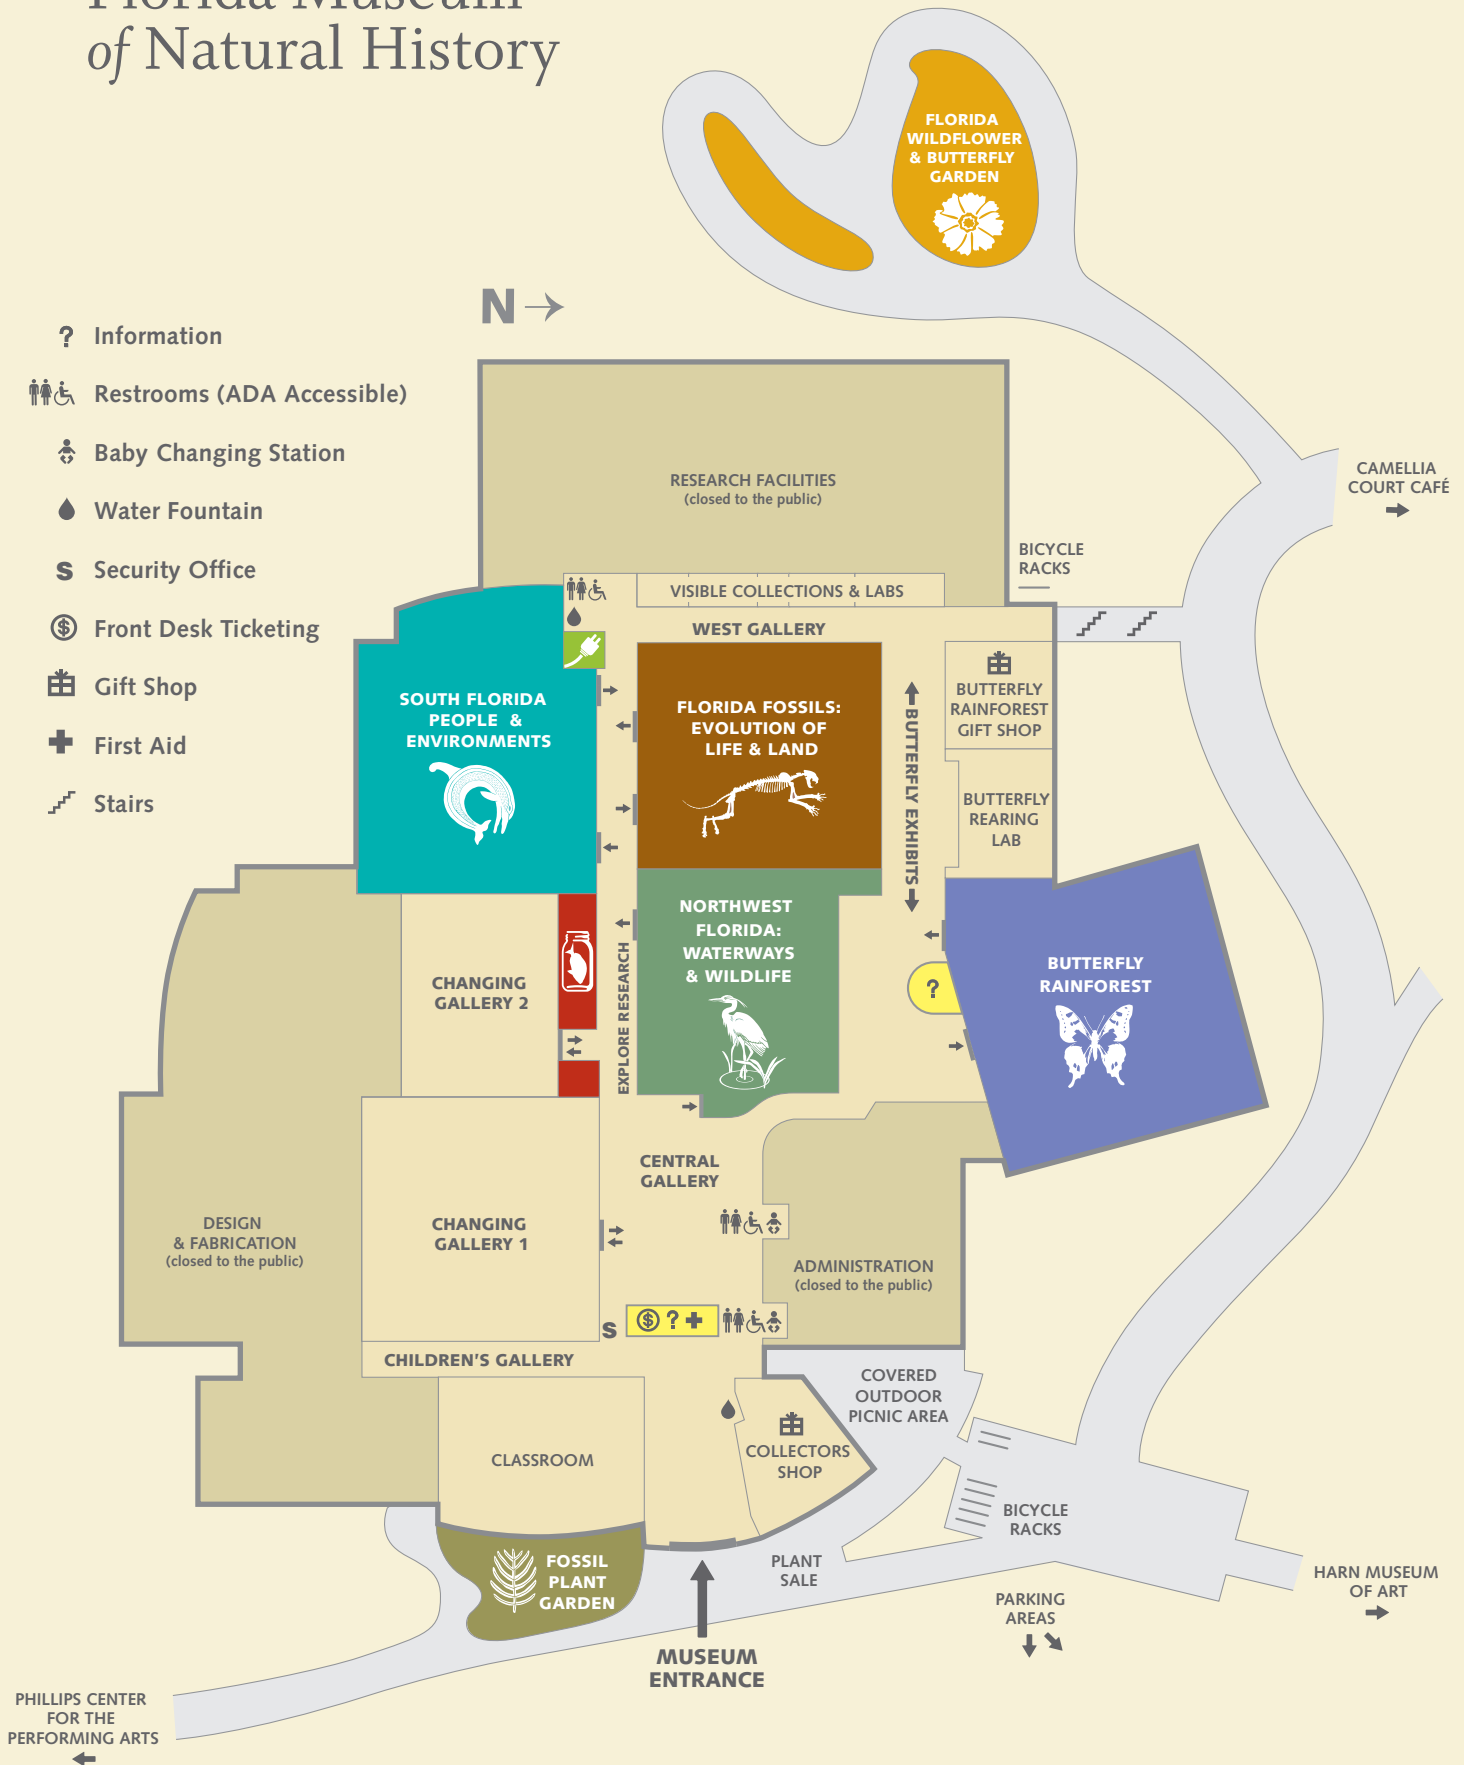 Florida Museum
of Natural History
N
? Information
Restrooms (ADA Accessible)
Baby Changing Station
Water Fountain
S Security Office
$ Front Desk Ticketing
Gift Shop
First Aid
Stairs
FLORIDA
WILDFLOWER
& BUTTERFLY
GARDEN
CAMELLIA
COURT CAFÉ
RESEARCH FACILITIES
(closed to the public)
BICYCLE
RACKS
VISIBLE COLLECTIONS & LABS
WEST GALLERY
SOUTH FLORIDA
PEOPLE &
ENVIRONMENTS
FLORIDA FOSSILS:
EVOLUTION OF
LIFE & LAND
BUTTERFLY EXHIBITS
BUTTERFLY
RAINFOREST
GIFT SHOP
BUTTERFLY
REARING
LAB
NORTHWEST
FLORIDA:
WATERWAYS
& WILDLIFE
BUTTERFLY
RAINFOREST
?
CHANGING
GALLERY 2
EXPLORE RESEARCH
CENTRAL
GALLERY
DESIGN
& FABRICATION
(closed to the public)
CHANGING
GALLERY 1
ADMINISTRATION
(closed to the public)
S
$ ?
CHILDREN'S GALLERY
COVERED
OUTDOOR
PICNIC AREA
CLASSROOM
COLLECTORS
SHOP
BICYCLE
RACKS
FOSSIL
PLANT
GARDEN
PLANT
SALE
HARN MUSEUM
OF ART
PARKING
AREAS
MUSEUM
ENTRANCE
PHILLIPS CENTER
FOR THE
PERFORMING ARTS